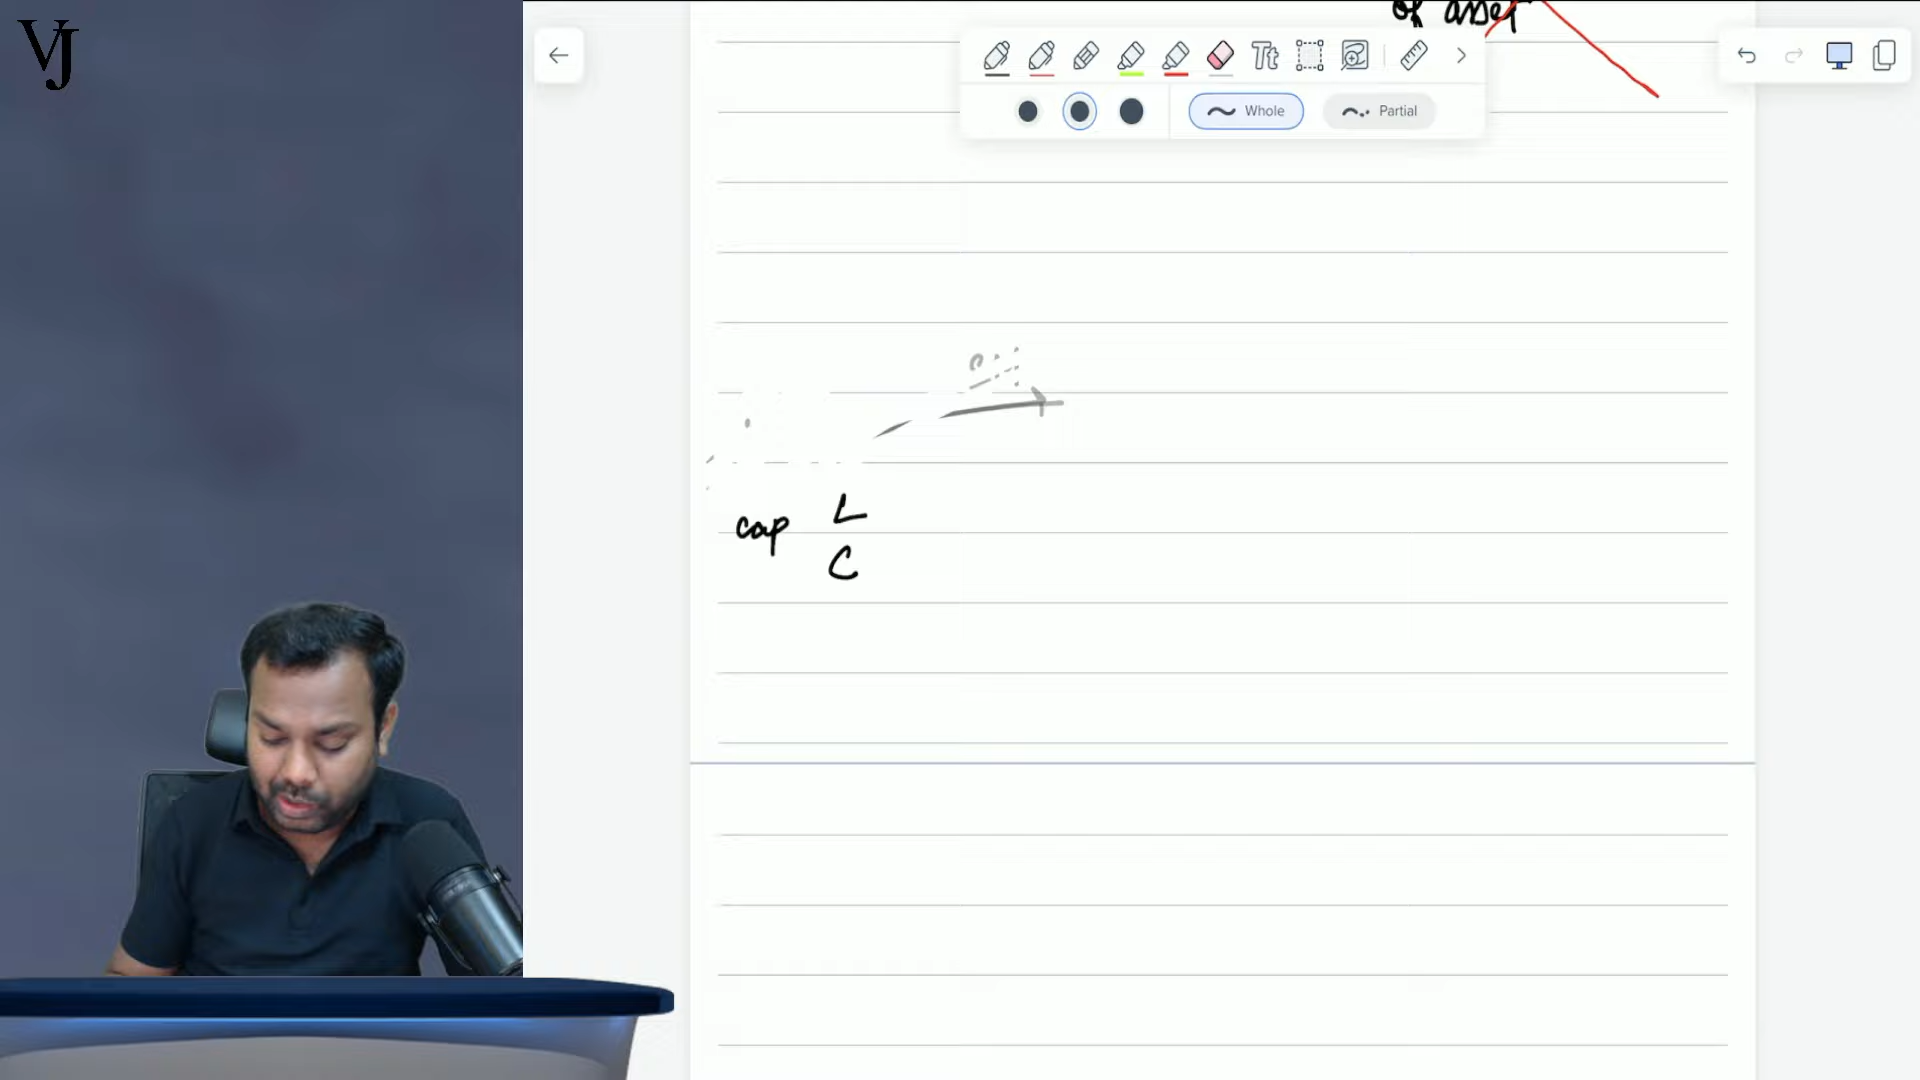 VJ
of asset
Whole
Partial
cap L
C